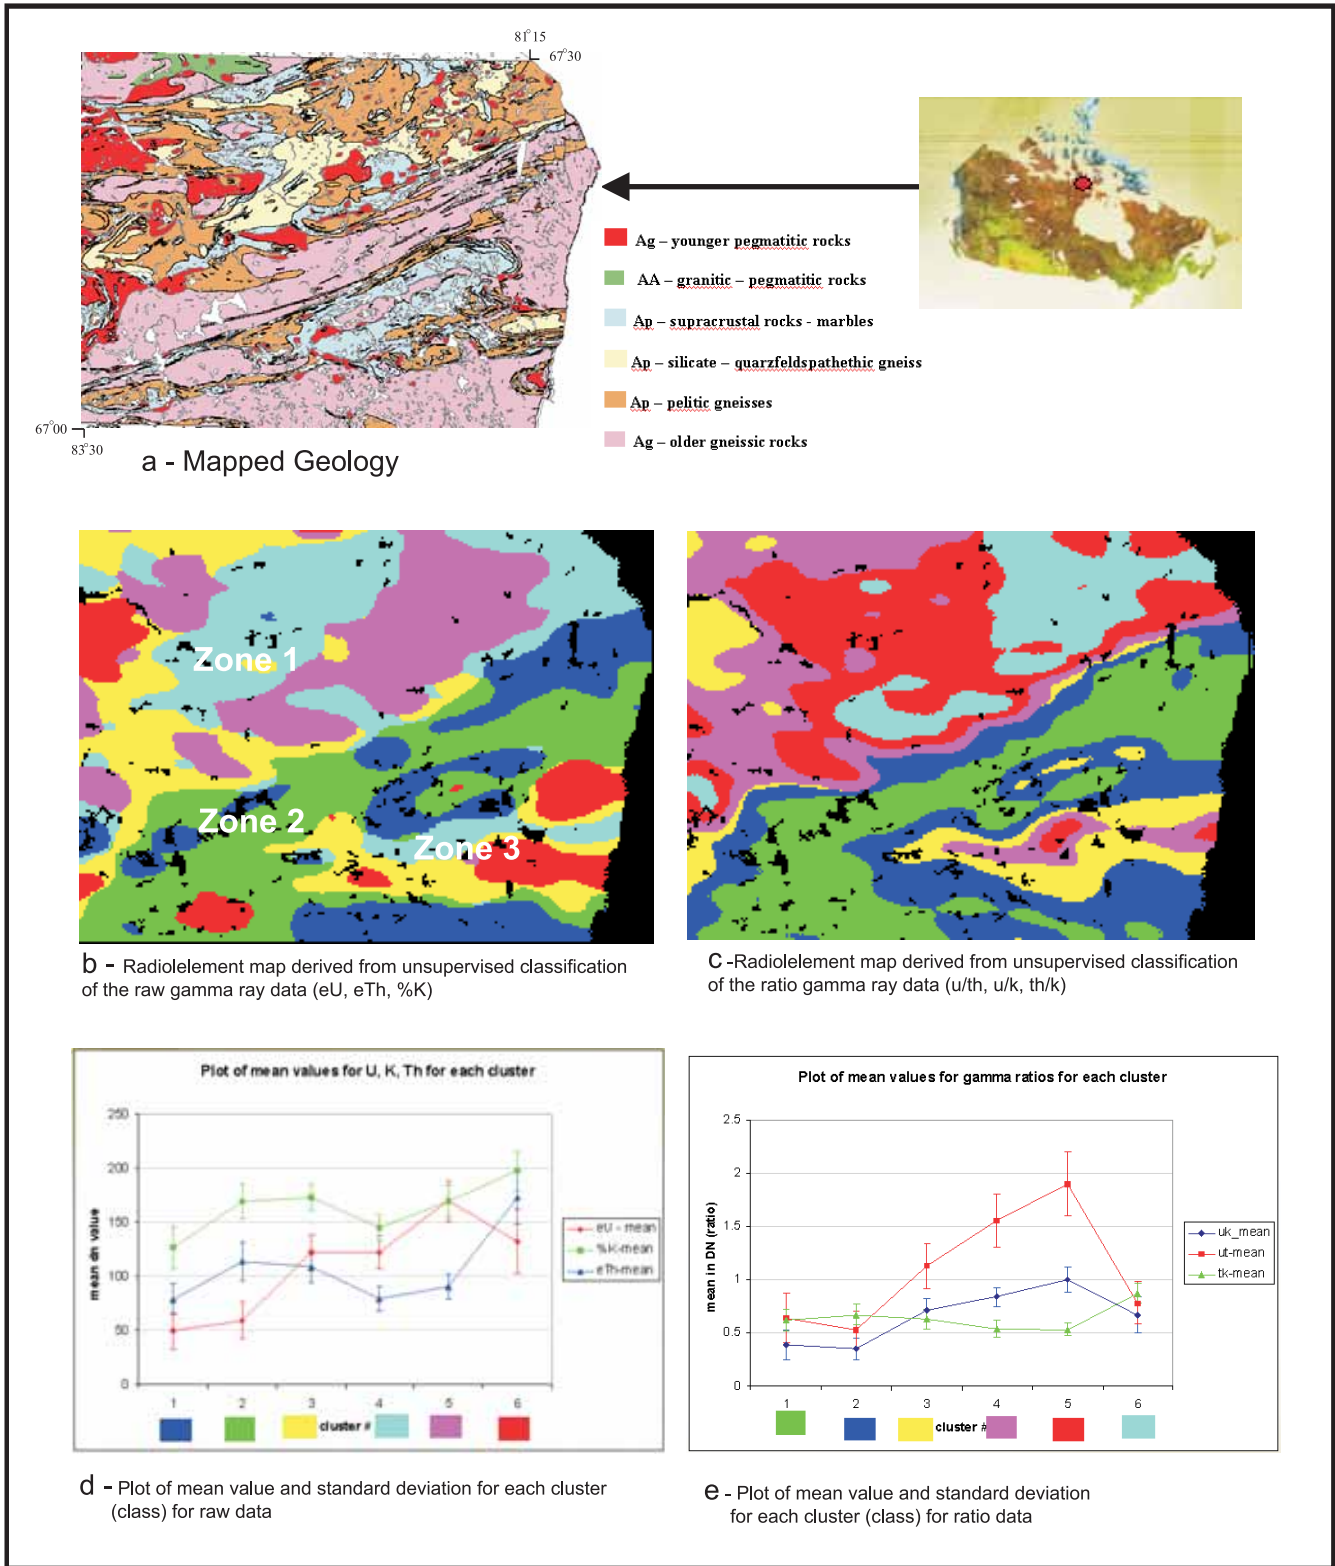 81°15
67°30
Ag – younger pegmatitic rocks
AA – granitic – pegmatitic rocks
Ap – supracrustal rocks - marbles
Ap – silicate – quarzfeldspathethic gneiss
Ap – pelitic gneisses
Ag – older gneissic rocks
67°00
83°30
a - Mapped Geology
Zone 1
Zone 2
Zone 3
b - Radiolelement map derived from unsupervised classification
of the raw gamma ray data (eU, eTh, %K)
c -Radiolelement map derived from unsupervised classification
of the ratio gamma ray data (u/th, u/k, th/k)
Plot of mean values for U, K, Th for each cluster
250
200
150
100
50
0
mean dn value
1 2 3 4 5 6
cluster #
eU - mean
%K-mean
eTh-mean
Plot of mean values for gamma ratios for each cluster
2.5
2
1.5
1
0.5
0
mean in DN (ratio)
1 2 3 4 5 6
cluster #
uk_mean
ut-mean
tk-mean
d - Plot of mean value and standard deviation for each cluster
(class) for raw data
e - Plot of mean value and standard deviation
for each cluster (class) for ratio data